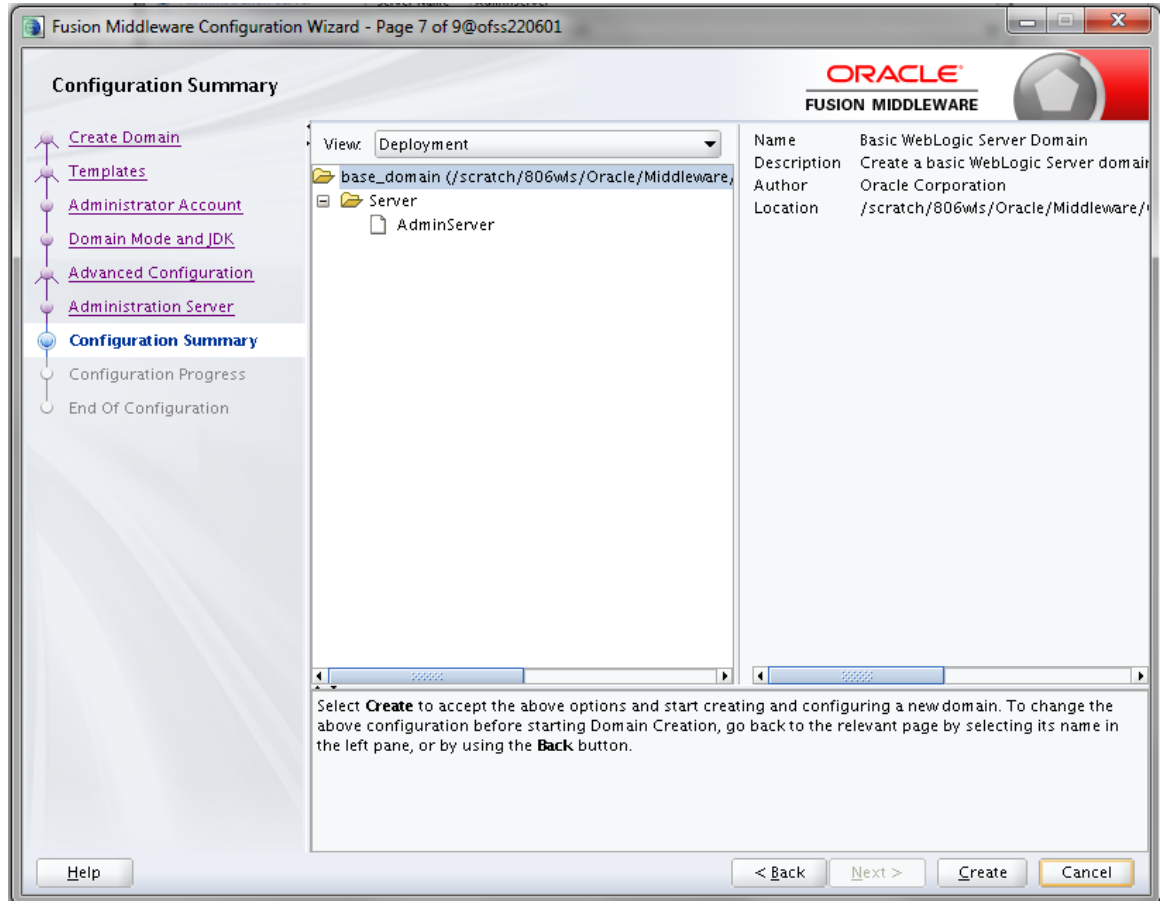 Fusion Middleware Configuration Wizard - Page 7 of 9@ofss220601
Configuration Summary
ORACLE
FUSION MIDDLEWARE
Create Domain
Templates
Administrator Account
Domain Mode and JDK
Advanced Configuration
Administration Server
Configuration Summary
Configuration Progress
End Of Configuration
View: Deployment
base_domain (/scratch/806wls/Oracle/Middleware,
Server
AdminServer
Name Basic WebLogic Server Domain
Description Create a basic WebLogic Server domain
Author Oracle Corporation
Location /scratch/806wls/Oracle/Middleware/
Select Create to accept the above options and start creating and configuring a new domain. To change the
above configuration before starting Domain Creation, go back to the relevant page by selecting its name in
the left pane, or by using the Back button.
Help
< Back
Next >
Create
Cancel